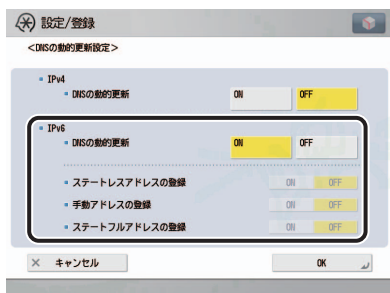 設定/登録
<DNSの動的更新設定>
IPv4
DNSの動的更新 ON OFF
IPv6
DNSの動的更新 ON OFF
ステートレスアドレスの登録 ON OFF
手動アドレスの登録 ON OFF
ステートフルアドレスの登録 ON OFF
× キャンセル OK